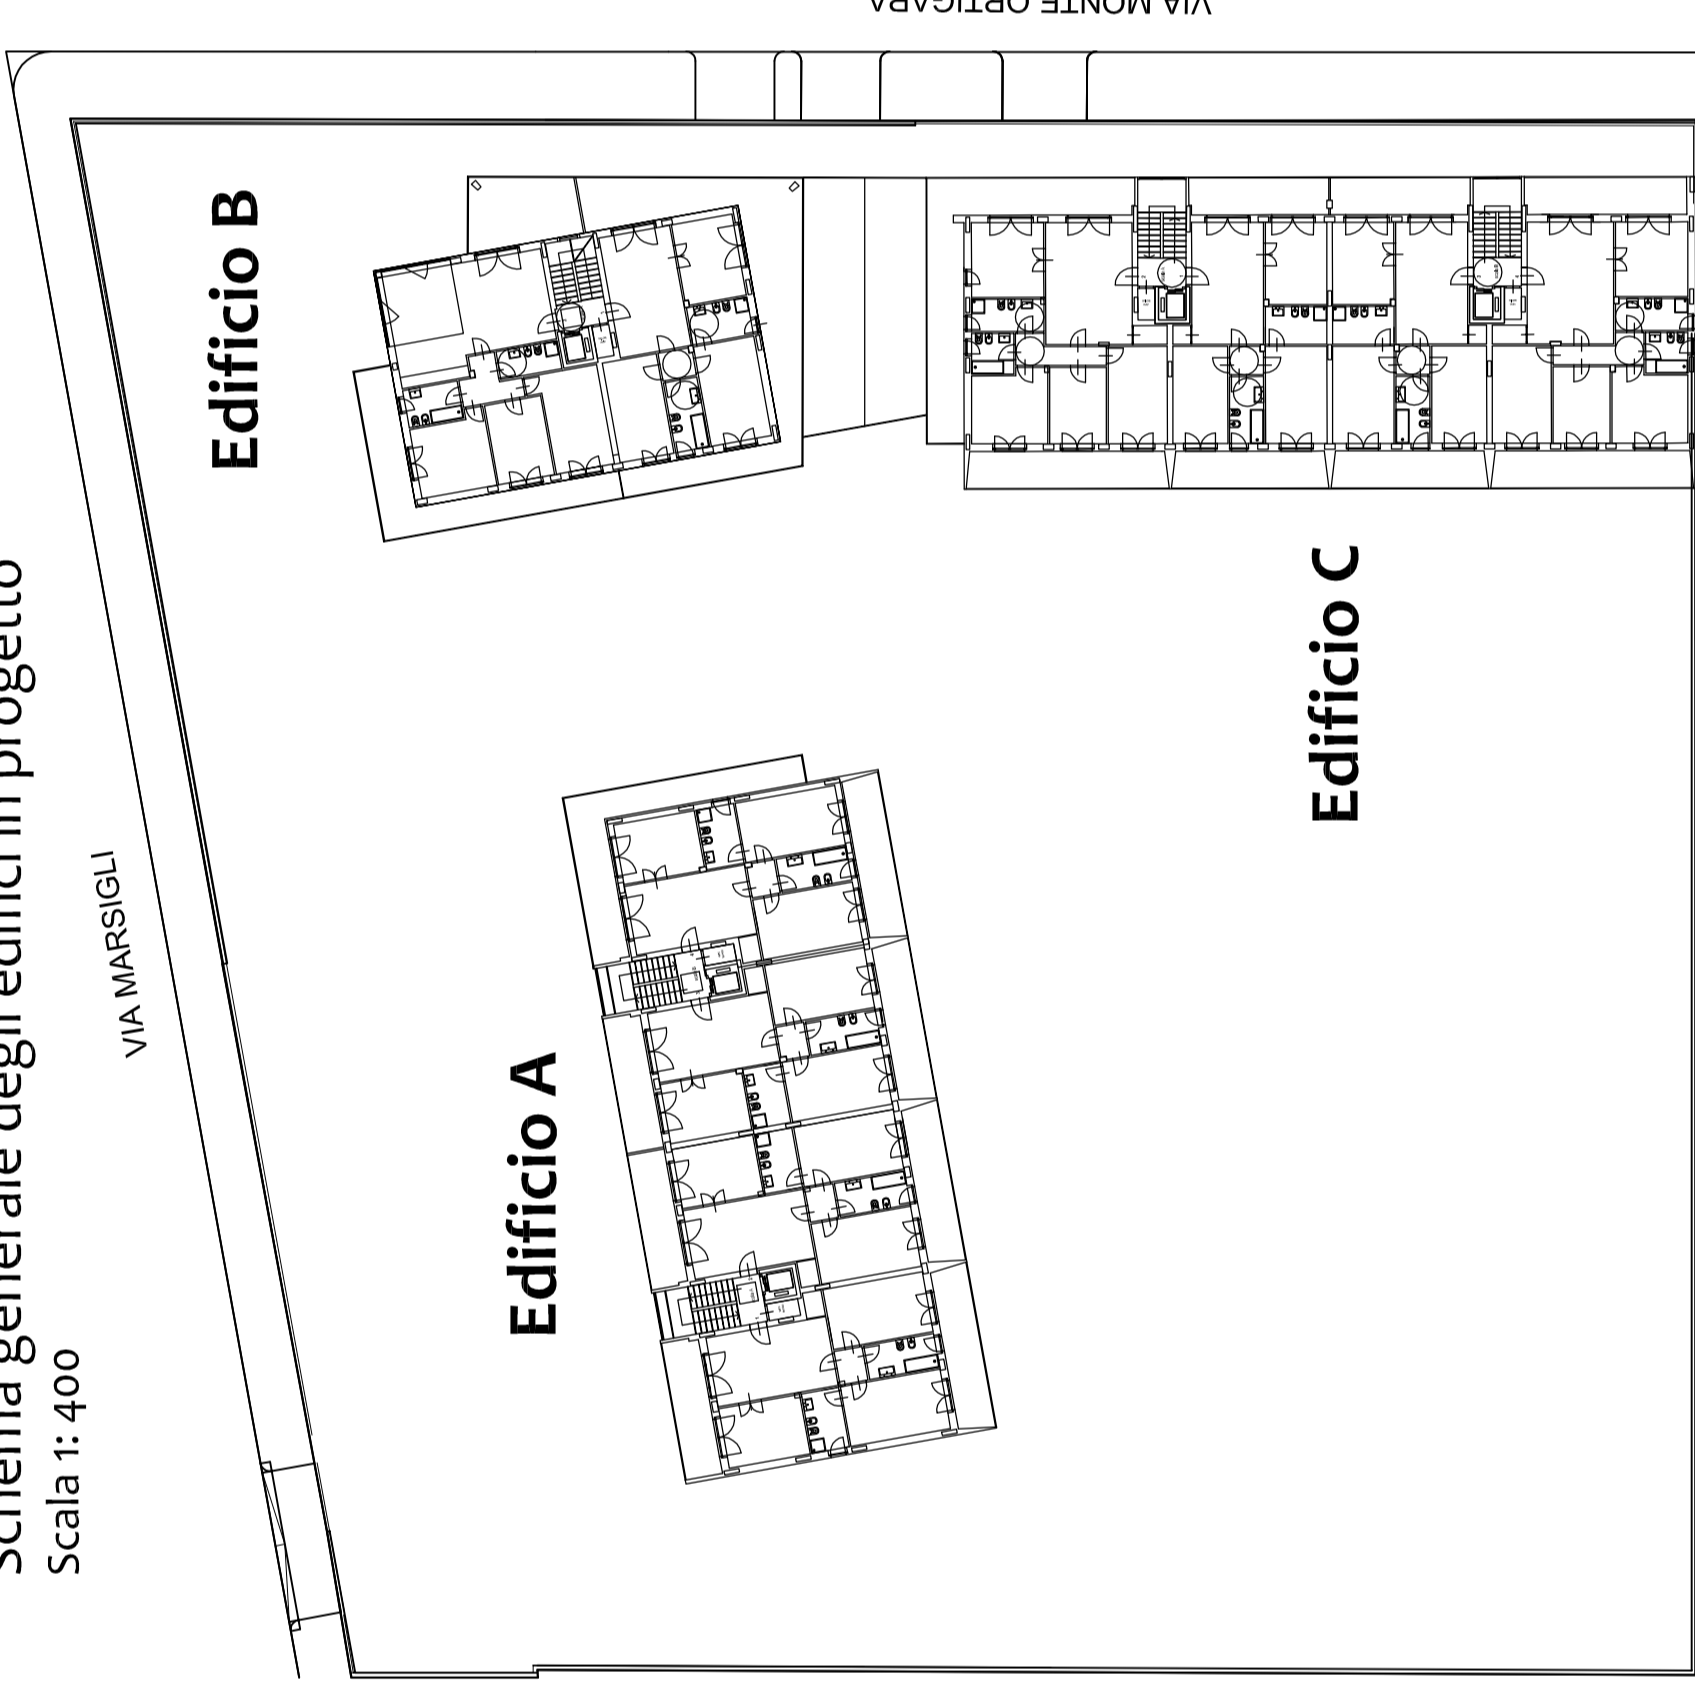 Schema generale degli edifici in progetto
Scala 1: 400
VIA MARSIGLI
VIA MONTE ORTIGARA
Edificio B
Edificio A
Edificio C